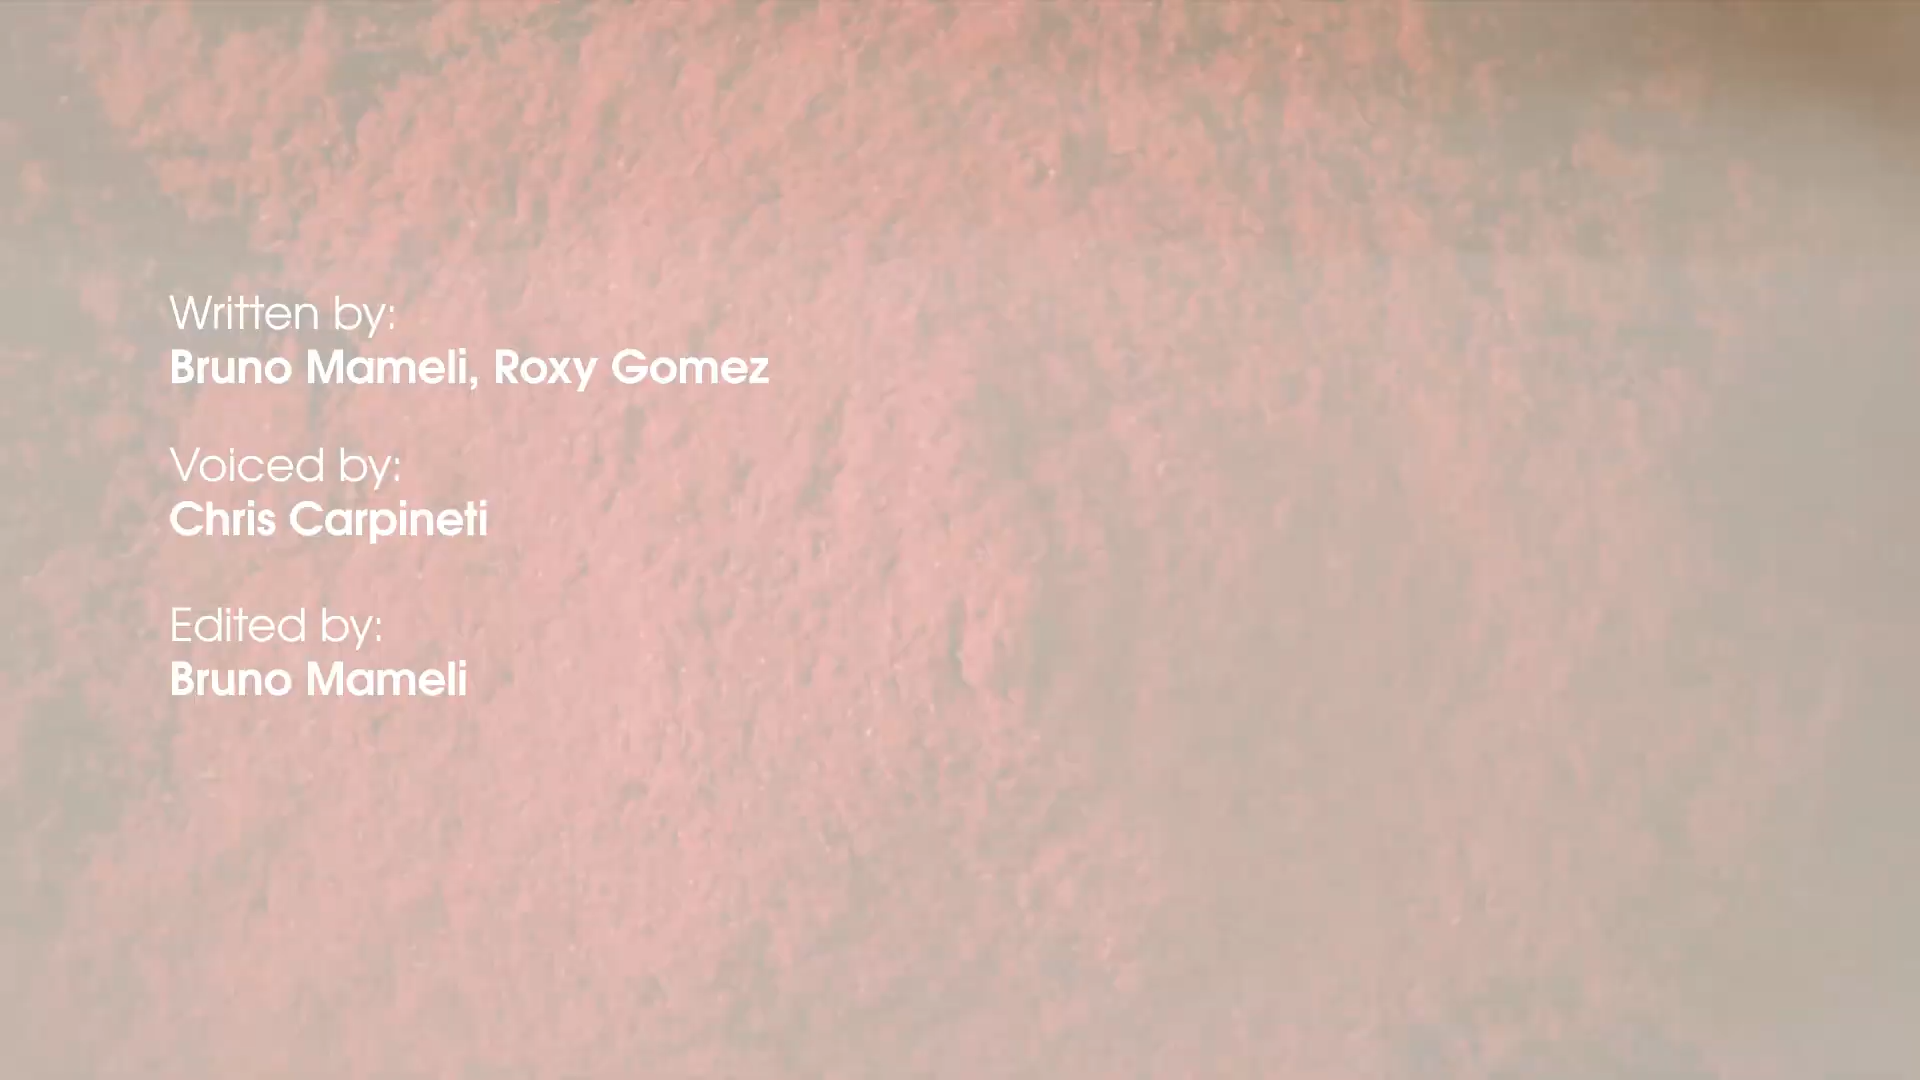 Written by:
Bruno Mameli, Roxy Gomez
Voiced by:
Chris Carpineti
Edited by:
Bruno Mameli